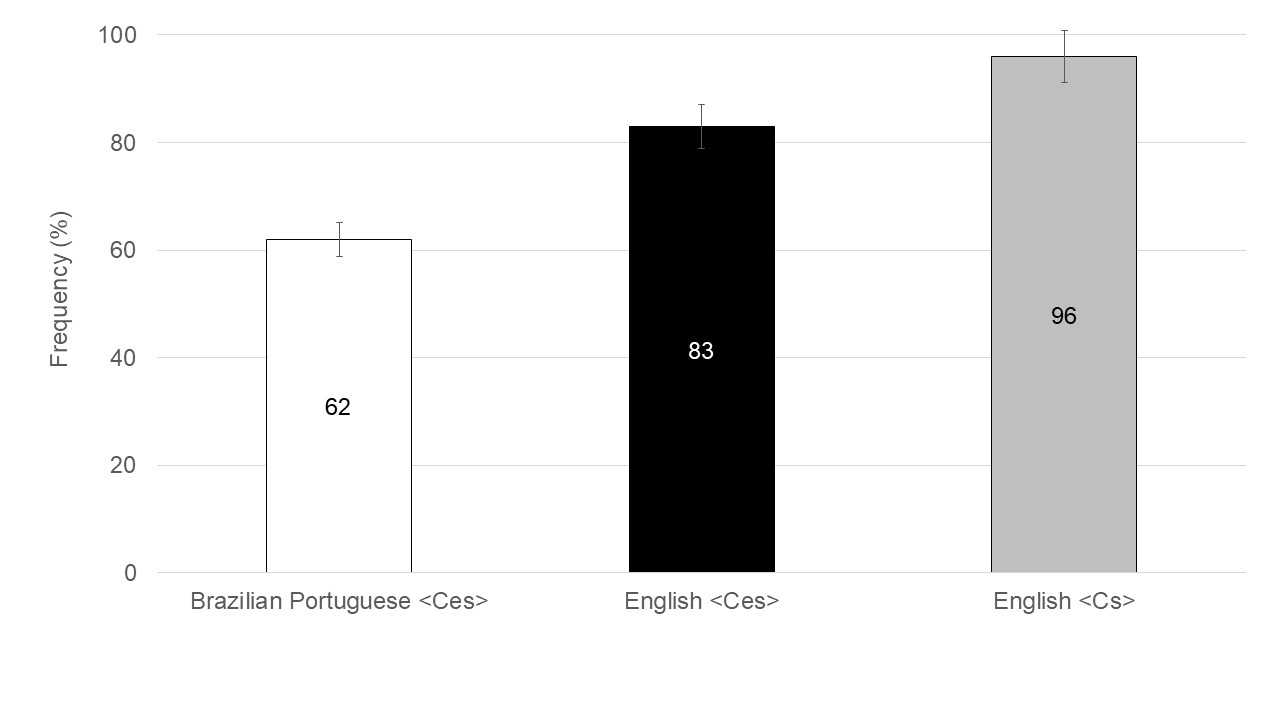 100
80
60
40
20
0
Frequency (%)
62
83
96
Brazilian Portuguese <Ces>
English <Ces>
English <Cs>